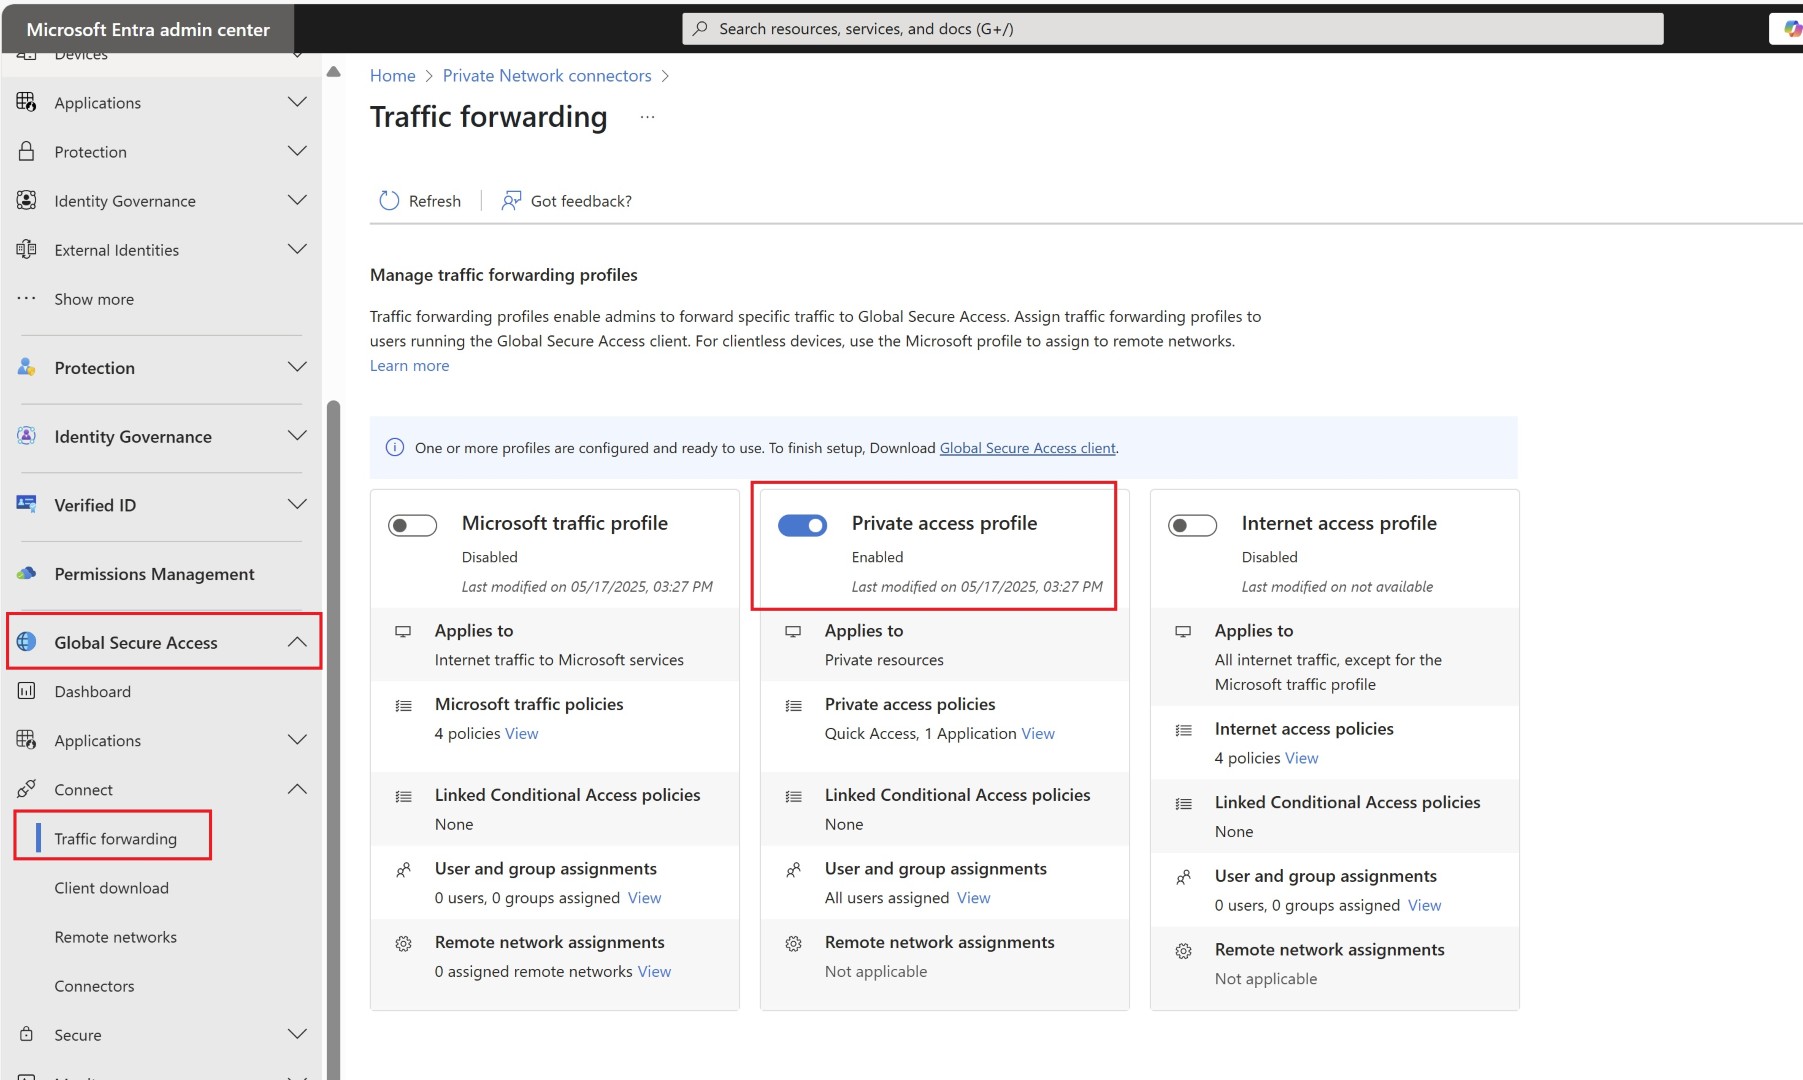 Microsoft Entra admin center
Search resources, services, and docs (G+/)
Devices
Applications
Protection
Identity Governance
External Identities
Show more
Protection
Identity Governance
Verified ID
Permissions Management
Global Secure Access
Dashboard
Applications
Connect
Traffic forwarding
Client download
Remote networks
Connectors
Secure
Home > Private Network connectors >
Traffic forwarding ...
Refresh
Got feedback?
Manage traffic forwarding profiles
Traffic forwarding profiles enable admins to forward specific traffic to Global Secure Access. Assign traffic forwarding profiles to
users running the Global Secure Access client. For clientless devices, use the Microsoft profile to assign to remote networks.
Learn more
One or more profiles are configured and ready to use. To finish setup, Download Global Secure Access client.
Microsoft traffic profile
Disabled
Last modified on 05/17/2025, 03:27 PM
Applies to
Internet traffic to Microsoft services
Microsoft traffic policies
4 policies View
Linked Conditional Access policies
None
User and group assignments
0 users, 0 groups assigned View
Remote network assignments
0 assigned remote networks View
Private access profile
Enabled
Last modified on 05/17/2025, 03:27 PM
Applies to
Private resources
Private access policies
Quick Access, 1 Application View
Linked Conditional Access policies
None
User and group assignments
All users assigned View
Remote network assignments
Not applicable
Internet access profile
Disabled
Last modified on not available
Applies to
All internet traffic, except for the
Microsoft traffic profile
Internet access policies
4 policies View
Linked Conditional Access policies
None
User and group assignments
0 users, 0 groups assigned View
Remote network assignments
Not applicable